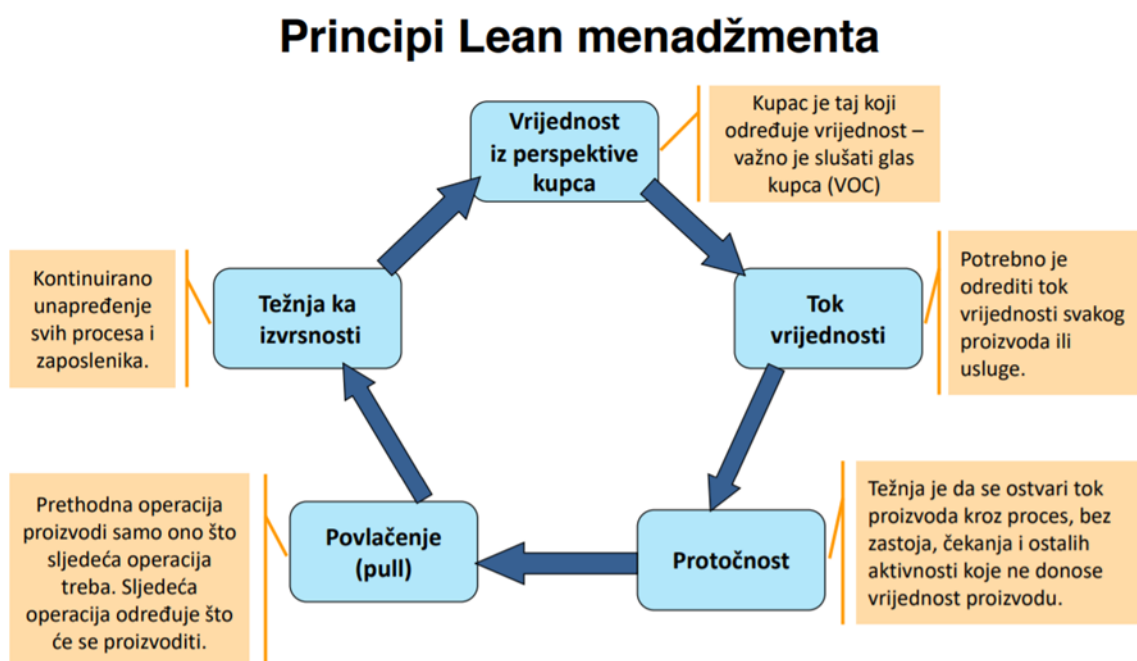 Principi Lean menadžmenta
Vrijednost
iz perspektive
kupca
Kupac je taj koji
određuje vrijednost –
važno je slušati glas
kupca (VOC)
Tok
vrijednosti
Potrebno je
odrediti tok
vrijednosti svakog
proizvoda ili
usluge.
Protočnost
Težnja je da se ostvari tok
proizvoda kroz proces, bez
zastoja, čekanja i ostalih
aktivnosti koje ne donose
vrijednost proizvodu.
Povlačenje
(pull)
Prethodna operacija
proizvodi samo ono što
sljedeća operacija
treba. Sljedeća
operacija određuje što
će se proizvoditi.
Težnja ka
izvrsnosti
Kontinuirano
unapređenje
svih procesa i
zaposlenika.